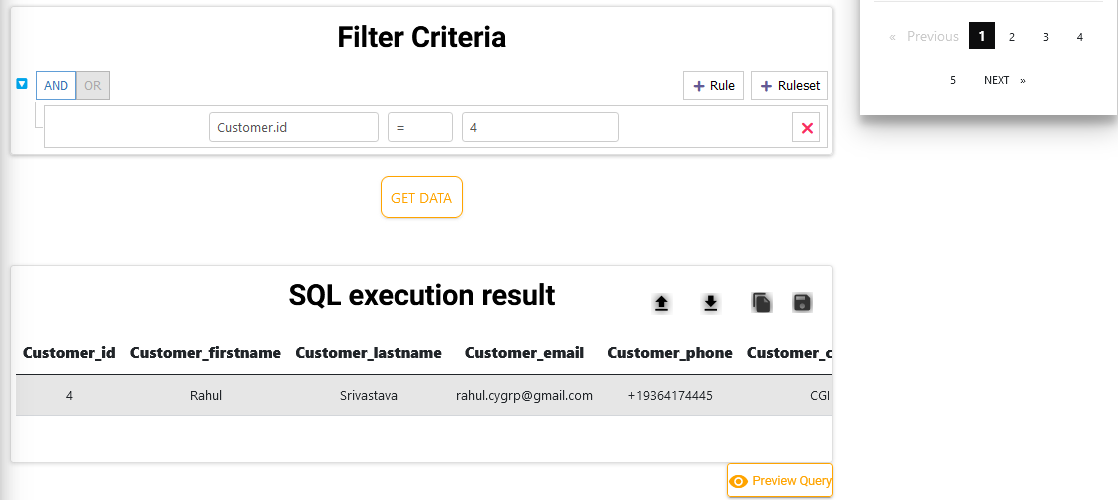 Filter Criteria
AND OR
Rule Ruleset
Customer.id = 4
GET DATA
SQL execution result
Customer_id Customer_firstname Customer_lastname Customer_email Customer_phone Customer_c
4 Rahul Srivastava rahul.cygrp@gmail.com +19364174445 CGI
Preview Query
« Previous 1 2 3 4
5 NEXT »